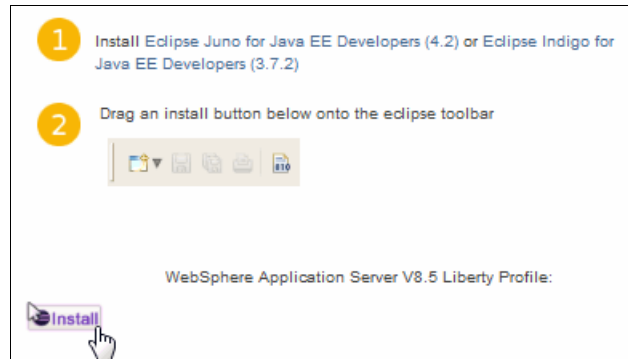 1
Install Eclipse Juno for Java EE Developers (4.2) or Eclipse Indigo for
Java EE Developers (3.7.2)
2
Drag an install button below onto the eclipse toolbar
010
WebSphere Application Server V8.5 Liberty Profile:
Install